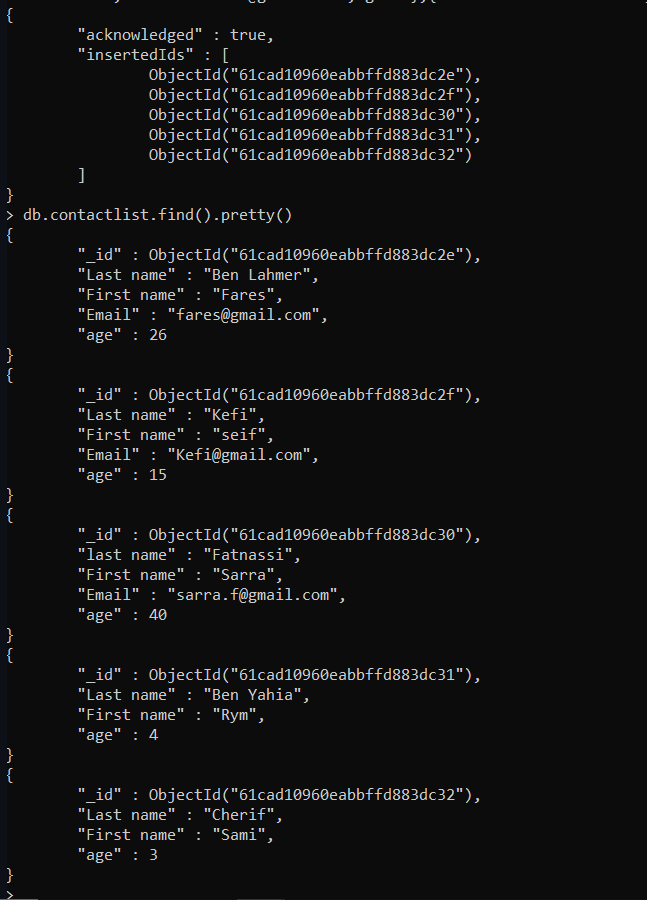 {
"acknowledged" : true,
"insertedIds" : [
ObjectId("61cad10960eabbffd883dc2e"),
ObjectId("61cad10960eabbffd883dc2f"),
ObjectId("61cad10960eabbffd883dc30"),
ObjectId("61cad10960eabbffd883dc31"),
ObjectId("61cad10960eabbffd883dc32")
]
}
> db.contactlist.find().pretty()
{
"_id" : ObjectId("61cad10960eabbffd883dc2e"),
"Last name" : "Ben Lahmer",
"First name" : "Fares",
"Email" : "fares@gmail.com",
"age" : 26
}
{
"_id" : ObjectId("61cad10960eabbffd883dc2f"),
"Last name" : "Kefi",
"First name" : "seif",
"Email" : "Kefi@gmail.com",
"age" : 15
}
{
"_id" : ObjectId("61cad10960eabbffd883dc30"),
"last name" : "Fatnassi",
"First name" : "Sarra",
"Email" : "sarra.f@gmail.com",
"age" : 40
}
{
"_id" : ObjectId("61cad10960eabbffd883dc31"),
"Last name" : "Ben Yahia",
"First name" : "Rym",
"age" : 4
}
{
"_id" : ObjectId("61cad10960eabbffd883dc32"),
"Last name" : "Cherif",
"First name" : "Sami",
"age" : 3
}
>